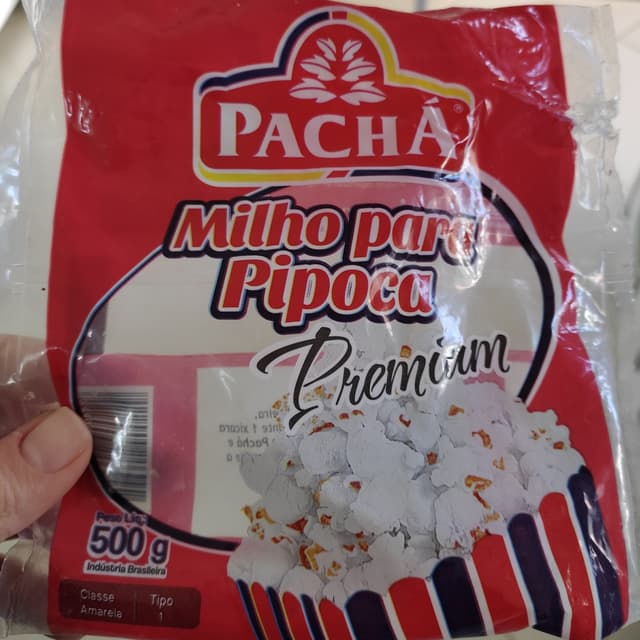 PACHÁ®
Milho para
Pipoca
Premium
Peso Líq.
500 g
Indústria Brasileira
Classe
Amarela
Tipo
1